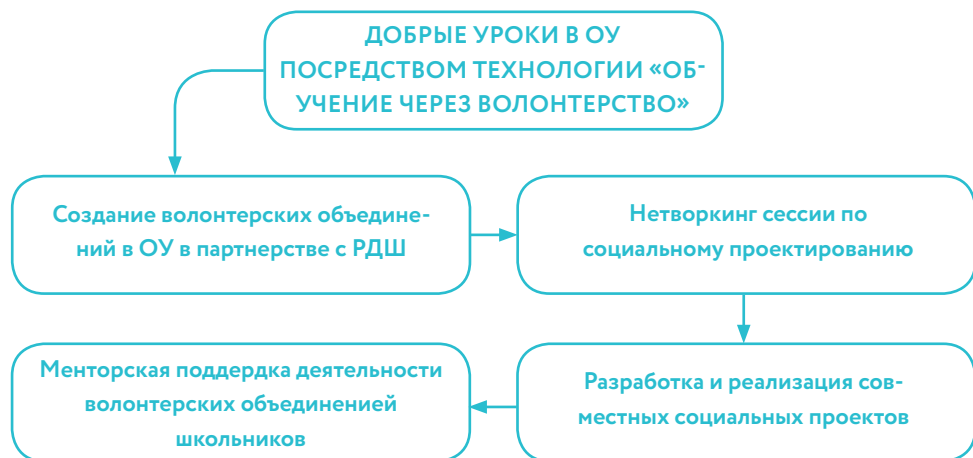 ДОБРЫЕ УРОКИ В ОУ
ПОСРЕДСТВОМ ТЕХНОЛОГИИ «ОБ-
УЧЕНИЕ ЧЕРЕЗ ВОЛОНТЕРСТВО»
Создание волонтерских объедине-
ний в ОУ в партнерстве с РДШ
Нетворкинг сессии по
социальному проектированию
Разработка и реализация сов-
местных социальных проектов
Менторская поддердка деятельности
волонтерских объединенией
школьников